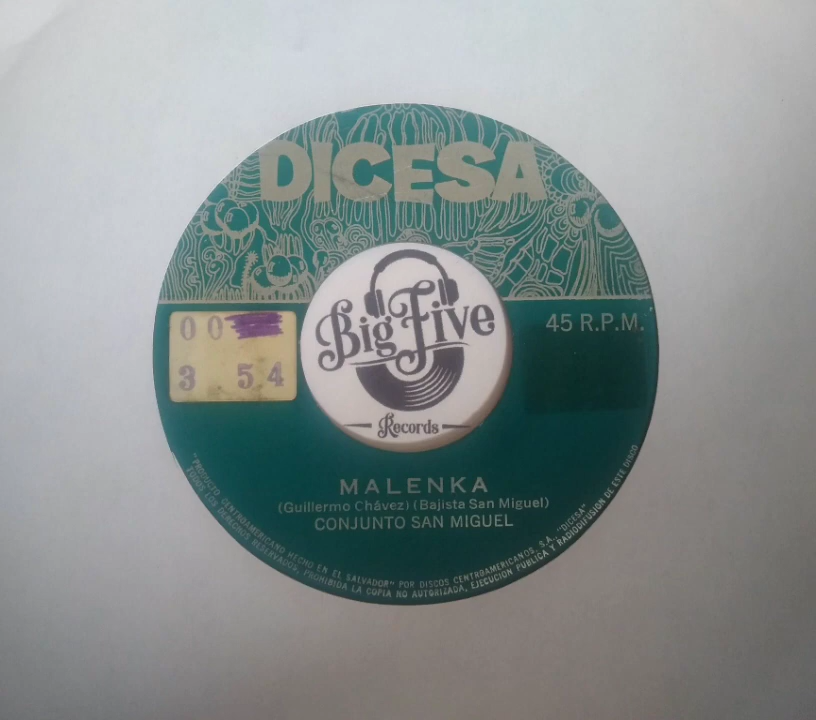 DICESA
00
3 54
Big Five
Records
45 R.P.M.
MALENKA
(Guillermo Chávez) (Bajista San Miguel)
CONJUNTO SAN MIGUEL
"PRODUCTO CENTROAMERICANO HECHO EN EL SALVADOR" POR DISCOS CENTROAMERICANOS, S.A., "DICESA"
TODOS LOS DERECHOS RESERVADOS, PROHIBIDA LA COPIA NO AUTORIZADA, EJECUCION PUBLICA Y RADIODIFUSION DE ESTE DISCO